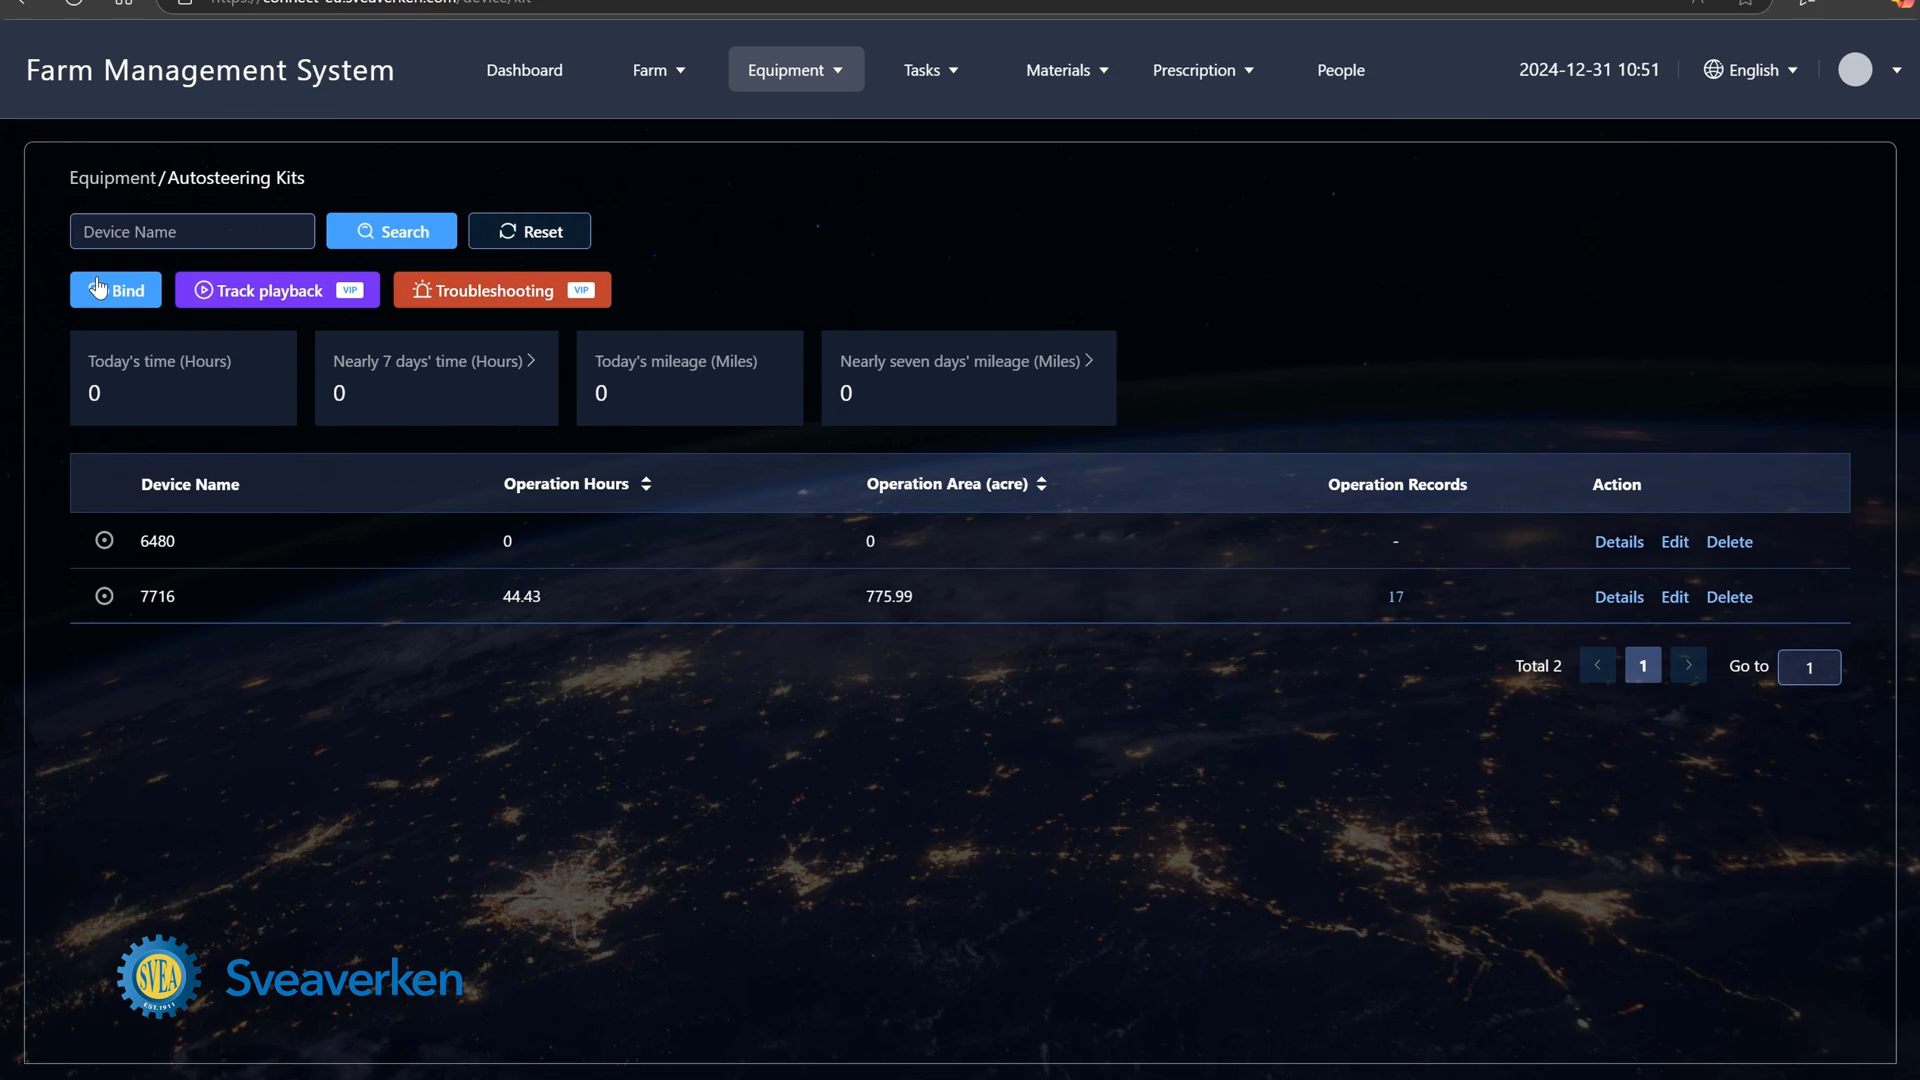 Farm Management System
Dashboard
Farm
Equipment
Tasks
Materials
Prescription
People
2024-12-31 10:51
English
Equipment/Autosteering Kits
Device Name
Search
Reset
Bind
Track playback VIP
Troubleshooting VIP
Today's time (Hours)
0
Nearly 7 days' time (Hours)
0
Today's mileage (Miles)
0
Nearly seven days' mileage (Miles)
0
Device Name Operation Hours Operation Area (acre) Operation Records Action
6480 0 0 - Details Edit Delete
7716 44.43 775.99 17 Details Edit Delete
Total 2 1 Go to 1
SVEA
EST.1911
Sveaverken